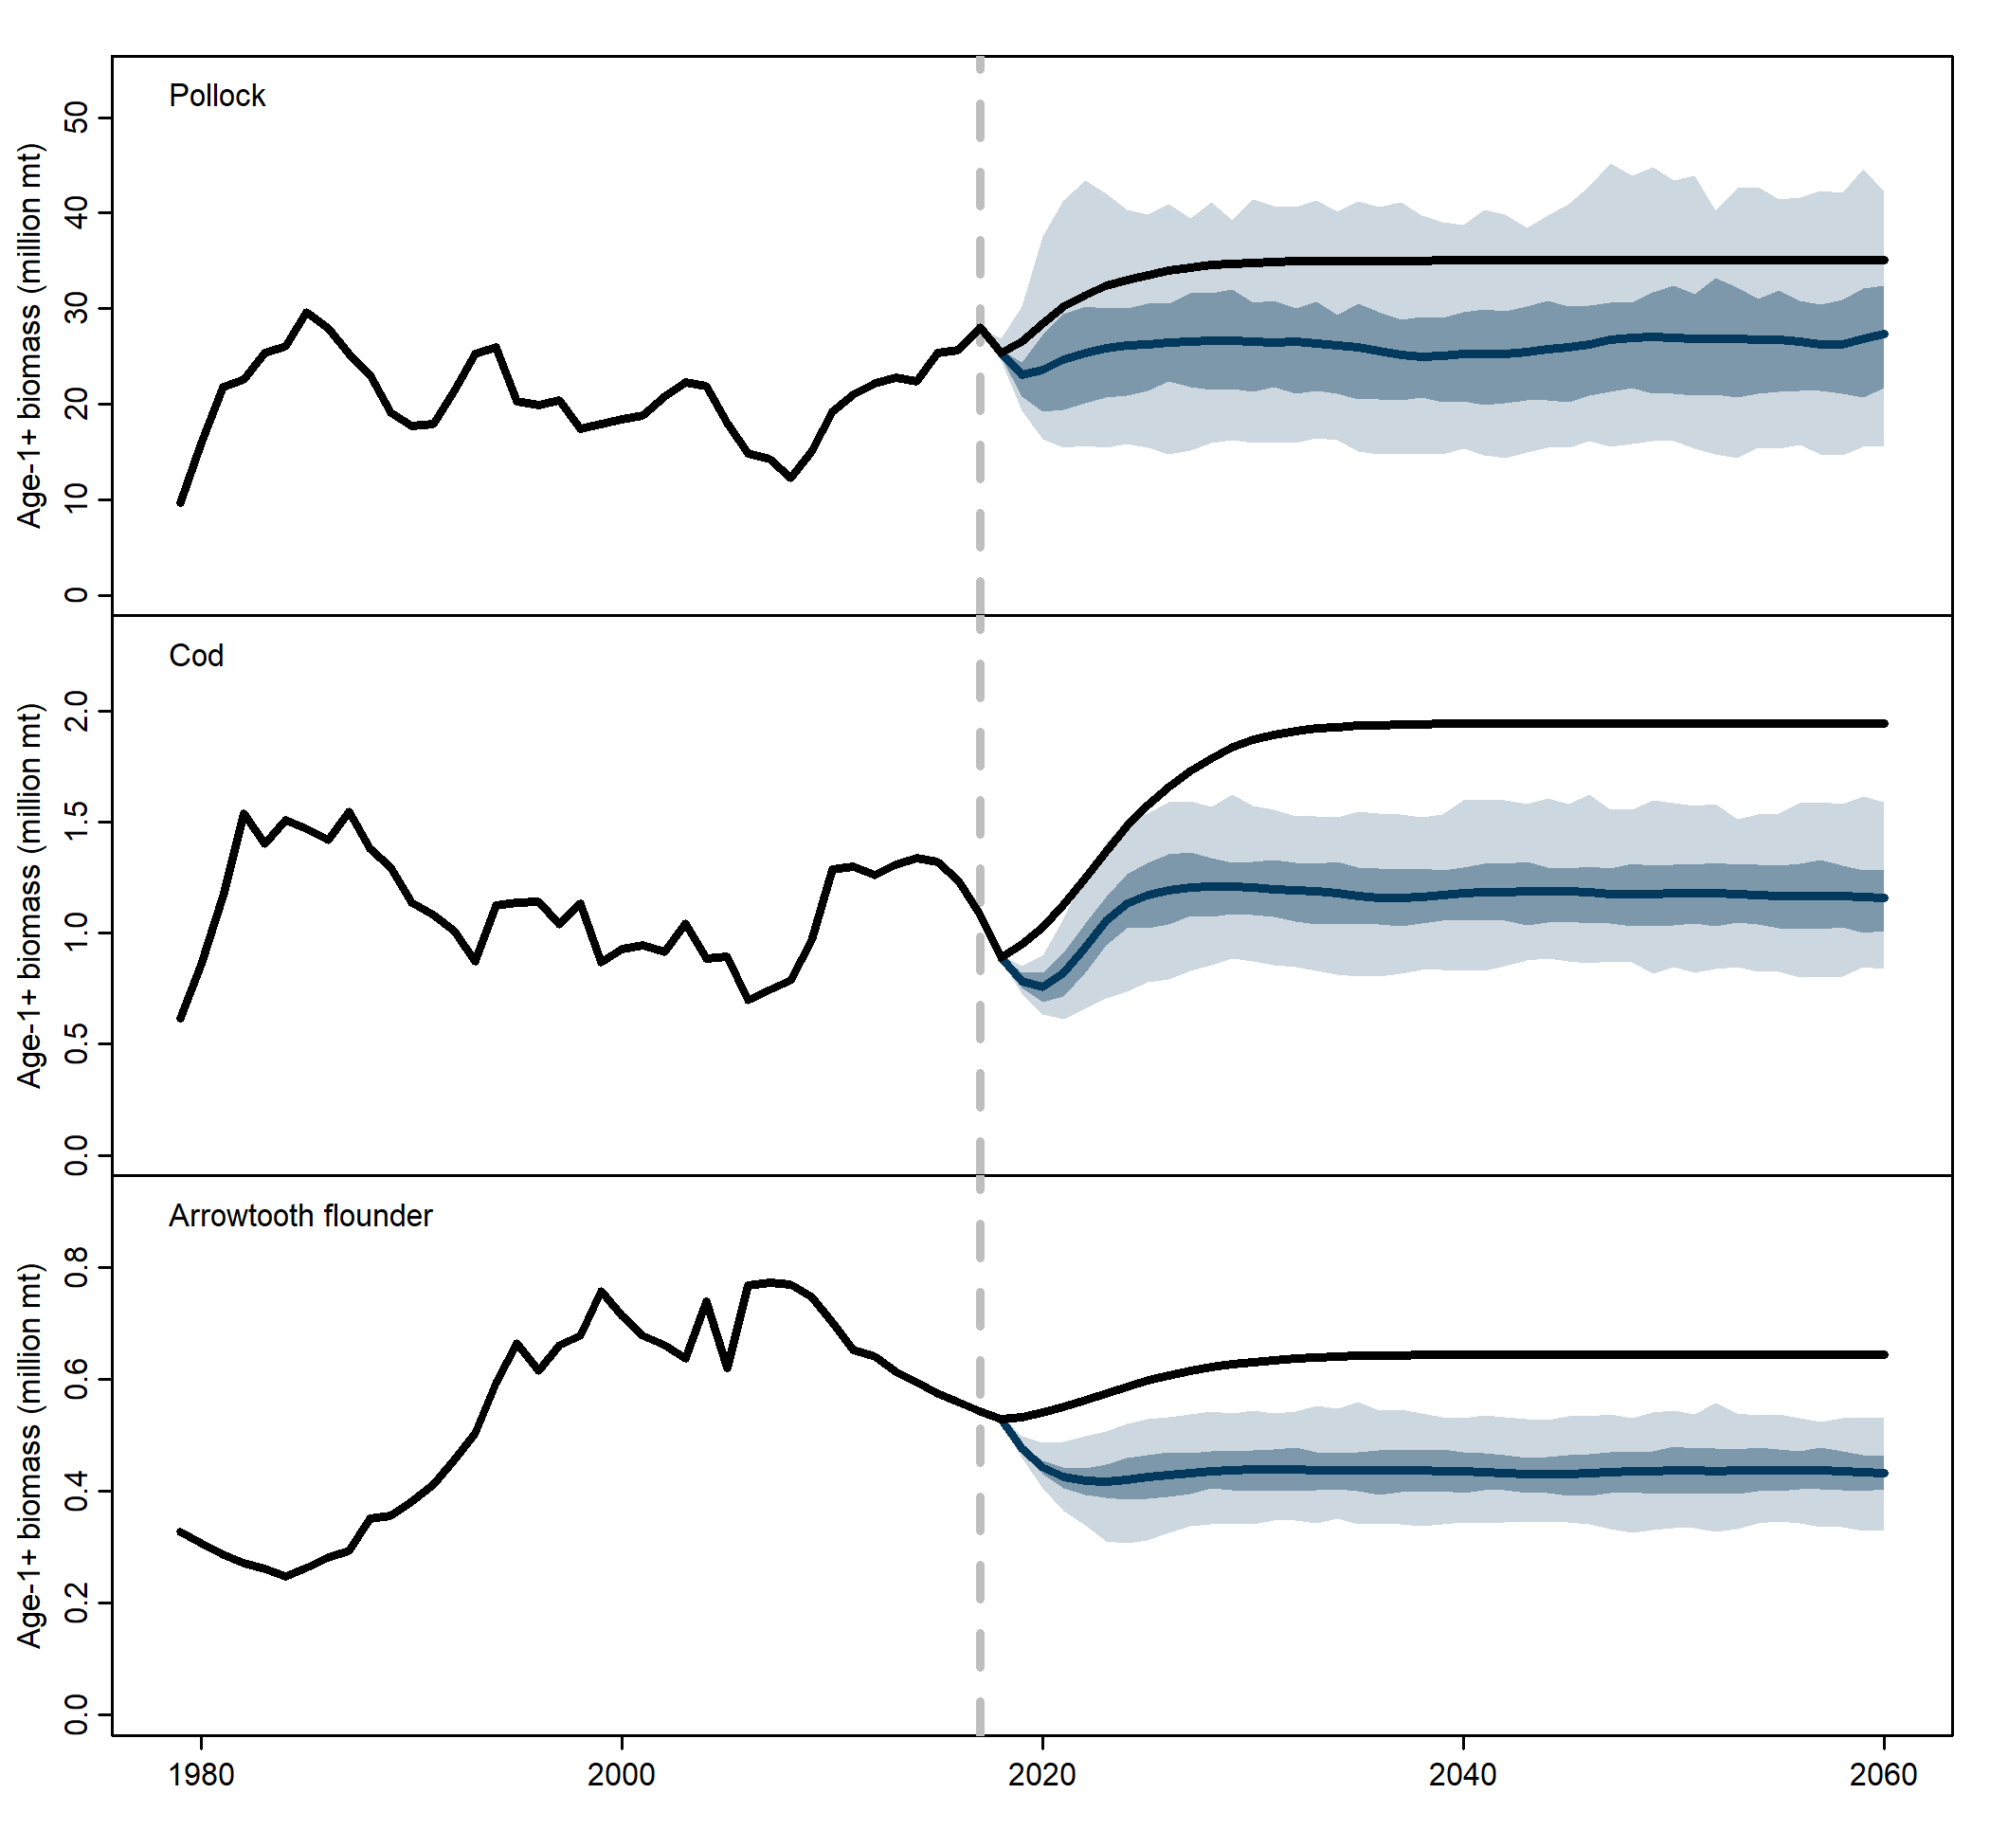 Pollock
Age-1+ biomass (million mt)
50
40
30
20
10
0
Cod
Age-1+ biomass (million mt)
2.0
1.5
1.0
0.5
0.0
Arrowtooth flounder
Age-1+ biomass (million mt)
0.8
0.6
0.4
0.2
0.0
1980 2000 2020 2040 2060